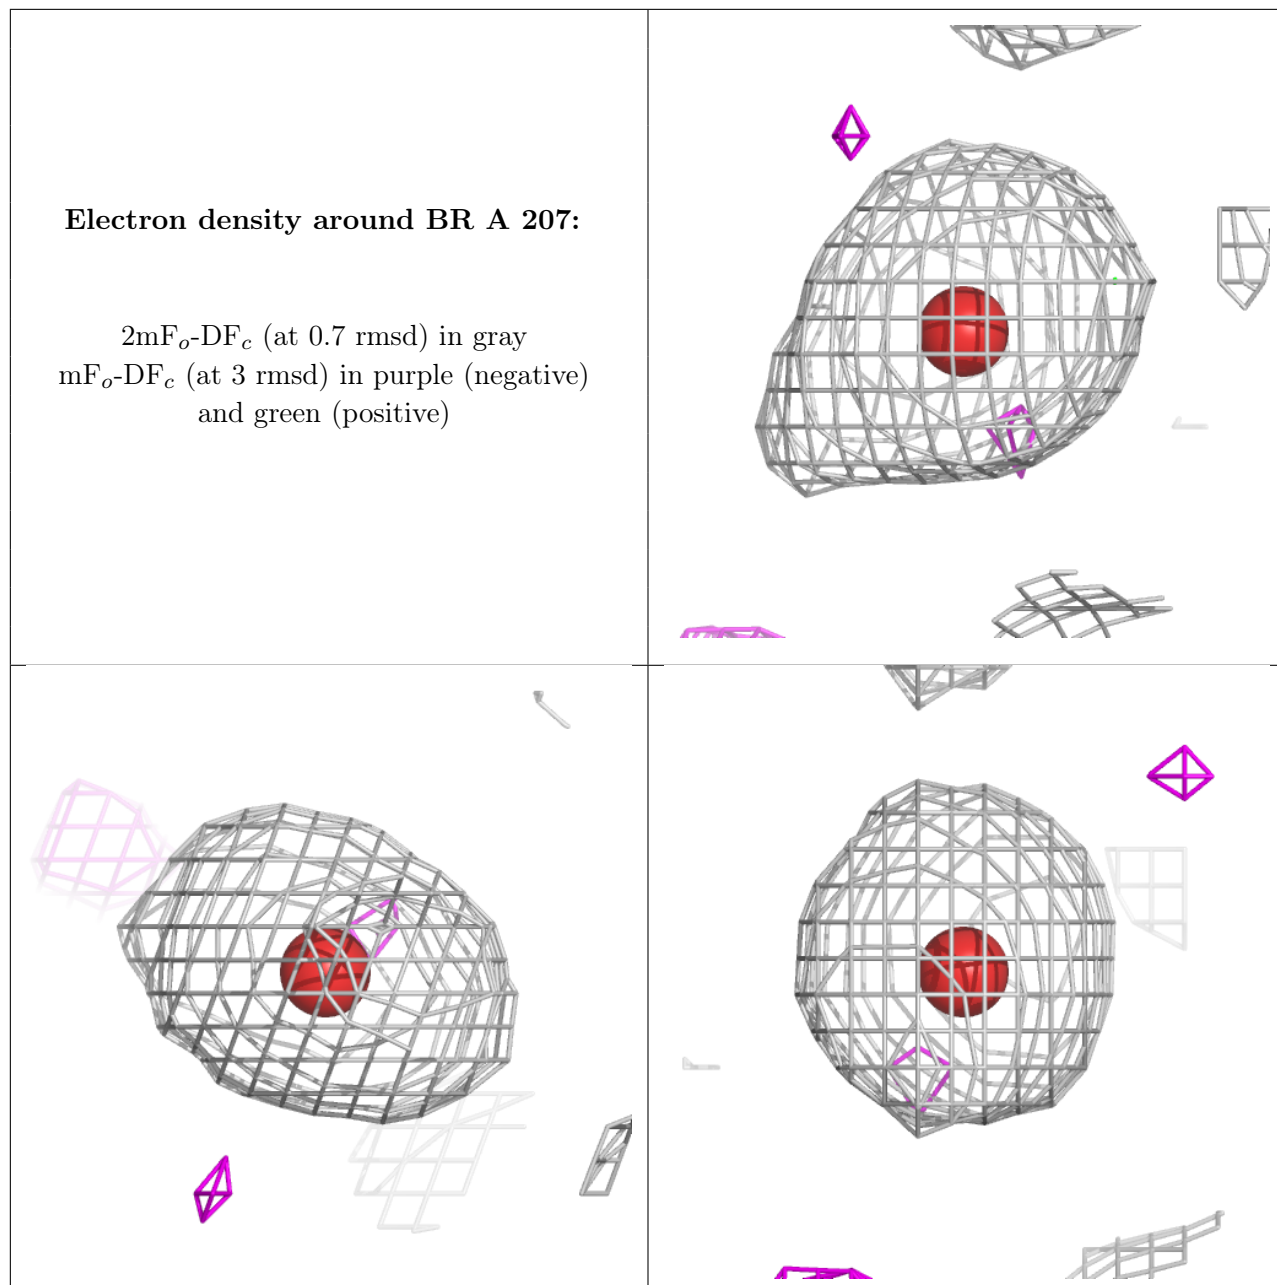 Electron density around BR A 207:
2mFo-DFc (at 0.7 rmsd) in gray
mFo-DFc (at 3 rmsd) in purple (negative)
and green (positive)